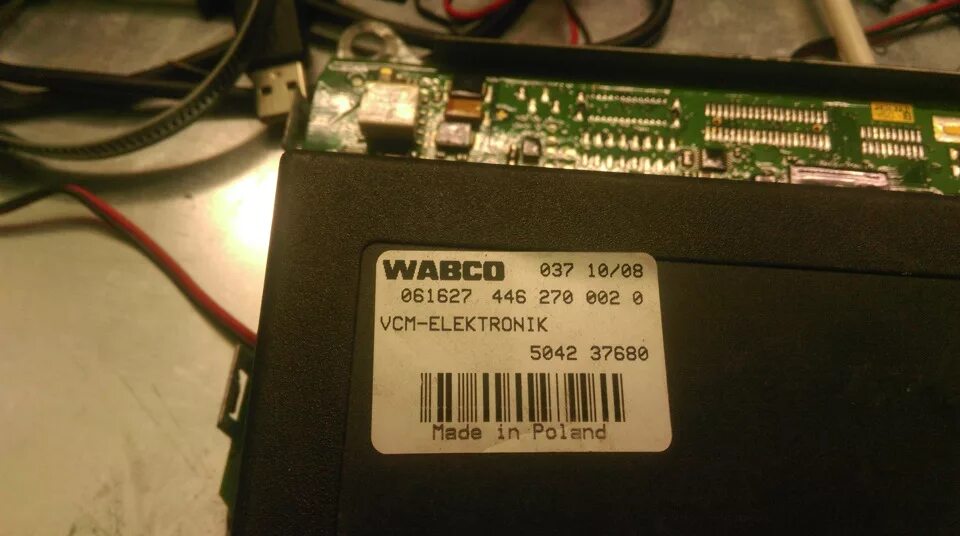 WABCO 037 10/08
061627 446 270 002 0
VCM-ELEKTRONIK
5042 37680
Made in Poland